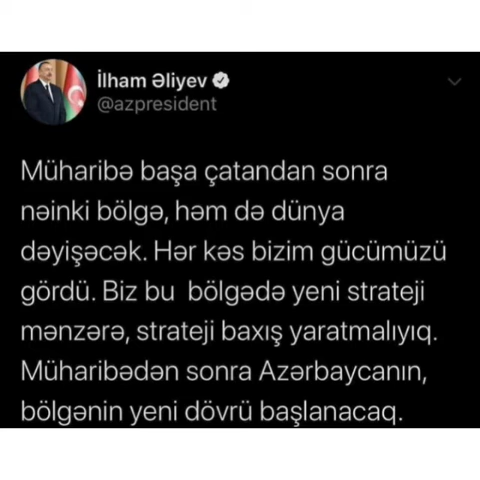 İlham Əliyev
@azpresident
Müharibə başa çatandan sonra
nəinki bölgə, həm də dünya
dəyişəcək. Hər kəs bizim gücümüzü
gördü. Biz bu bölgədə yeni strateji
mənzərə, strateji baxış yaratmalıyıq.
Müharibədən sonra Azərbaycanın,
bölgənin yeni dövrü başlanacaq.